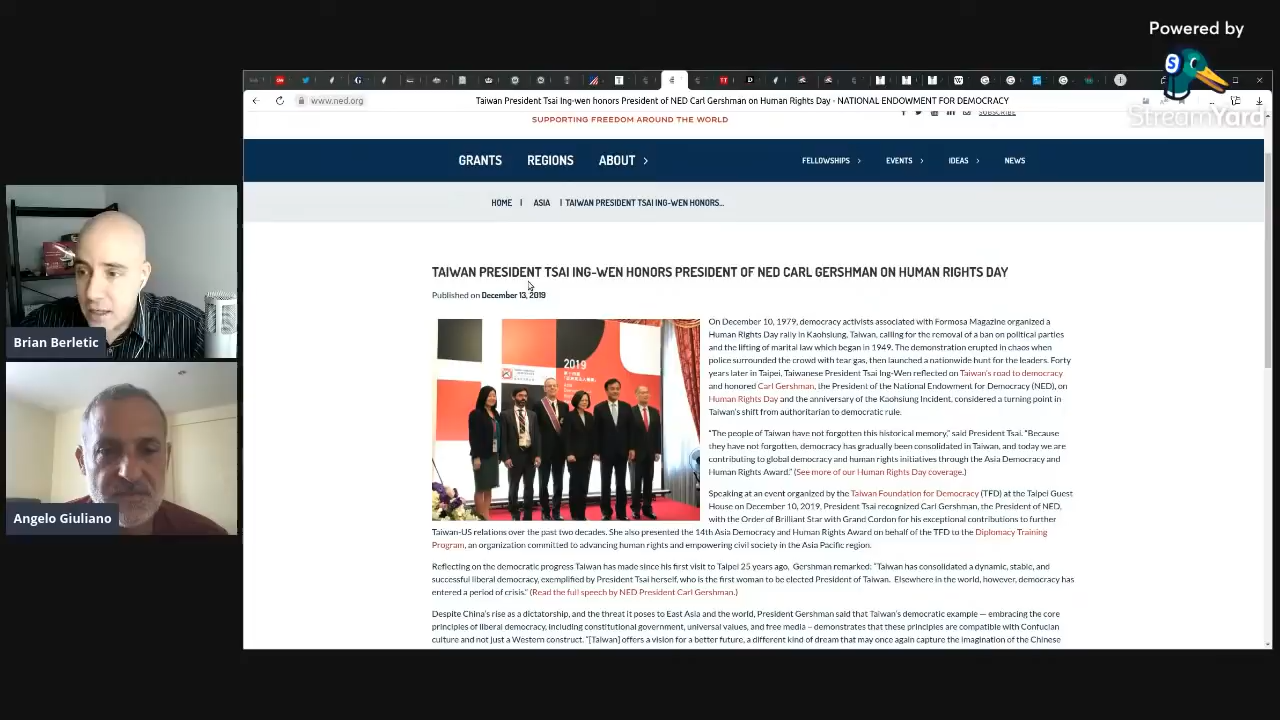 Powered by
StreamYard
www.ned.org
Taiwan President Tsai Ing-wen honors President of NED Carl Gershman on Human Rights Day - NATIONAL ENDOWMENT FOR DEMOCRACY
SUPPORTING FREEDOM AROUND THE WORLD
SUBSCRIBE
GRANTS REGIONS ABOUT FELLOWSHIPS EVENTS IDEAS NEWS
HOME | ASIA | TAIWAN PRESIDENT TSAI ING-WEN HONORS...
TAIWAN PRESIDENT TSAI ING-WEN HONORS PRESIDENT OF NED CARL GERSHMAN ON HUMAN RIGHTS DAY
Published on December 13, 2019
2019
On December 10, 1979, democracy activists associated with Formosa Magazine organized a
Human Rights Day rally in Kaohsiung, Taiwan, calling for the removal of a ban on political parties
and the lifting of marital law which began in 1949. The demonstration erupted in chaos when
police surrounded the crowd with tear gas, then launched a nationwide hunt for the leaders. Forty
years later in Taipei, Taiwanese President Tsai Ing-Wen reflected on Taiwan's road to democracy
and honored Carl Gershman, the President of the National Endowment for Democracy (NED), on
Human Rights Day and the anniversary of the Kaohsiung Incident, considered a turning point in
Taiwan's shift from authoritarian to democratic rule.
"The people of Taiwan have not forgotten this historical memory," said President Tsai. "Because
they have not forgotten, democracy has gradually been consolidated in Taiwan, and today we are
contributing to global democracy and human rights initiatives through the Asia Democracy and
Human Rights Award." (See more of our Human Rights Day coverage.)
Speaking at an event organized by the Taiwan Foundation for Democracy (TFD) at the Taipei Guest
House on December 10, 2019, President Tsai recognized Carl Gershman, the President of NED,
with the Order of Brilliant Star with Grand Cordon for his exceptional contributions to further
Taiwan-US relations over the past two decades. She also presented the 14th Asia Democracy and Human Rights Award on behalf of the TFD to the Diplomacy Training
Program, an organization committed to advancing human rights and empowering civil society in the Asia Pacific region.
Reflecting on the democratic progress Taiwan has made since his first visit to Taipei 25 years ago, Gershman remarked: "Taiwan has consolidated a dynamic, stable, and
successful liberal democracy, exemplified by President Tsai herself, who is the first woman to be elected President of Taiwan. Elsewhere in the world, however, democracy has
entered a period of crisis." (Read the full speech by NED President Carl Gershman.)
Despite China's rise as a dictatorship, and the threat it poses to East Asia and the world, President Gershman said that Taiwan's democratic example — embracing the core
principles of liberal democracy, including constitutional government, universal values, and free media – demonstrates that these principles are compatible with Confucian
culture and not just a Western construct. "[Taiwan] offers a vision for a better future, a different kind of dream that may once again capture the imagination of the Chinese
Brian Berletic
Angelo Giuliano